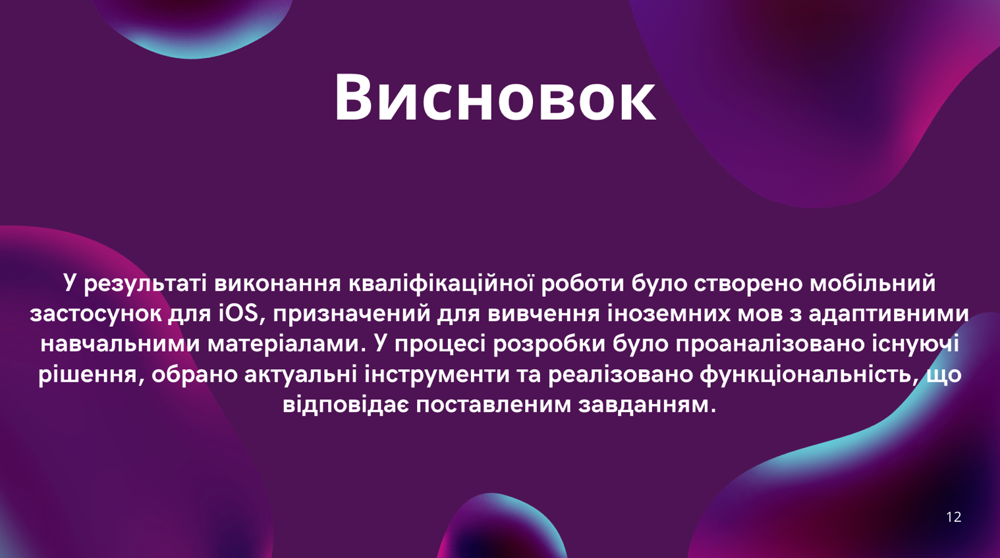 Висновок
У результаті виконання кваліфікаційної роботи було створено мобільний
застосунок для iOS, призначений для вивчення іноземних мов з адаптивними
навчальними матеріалами. У процесі розробки було проаналізовано існуючі
рішення, обрано актуальні інструменти та реалізовано функціональність, що
відповідає поставленим завданням.
12